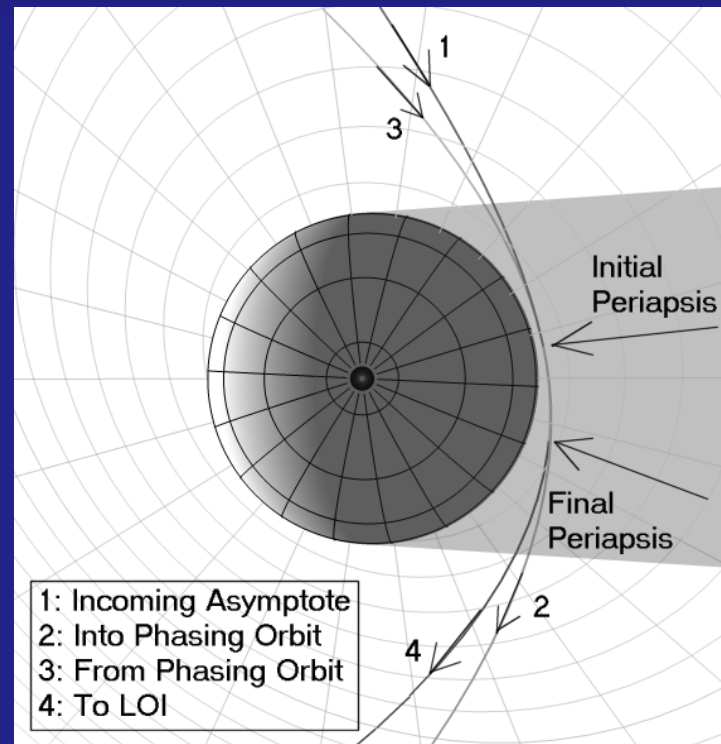 1
3
Initial
Periapsis
Final
Periapsis
2
4
1: Incoming Asymptote
2: Into Phasing Orbit
3: From Phasing Orbit
4: To LOI